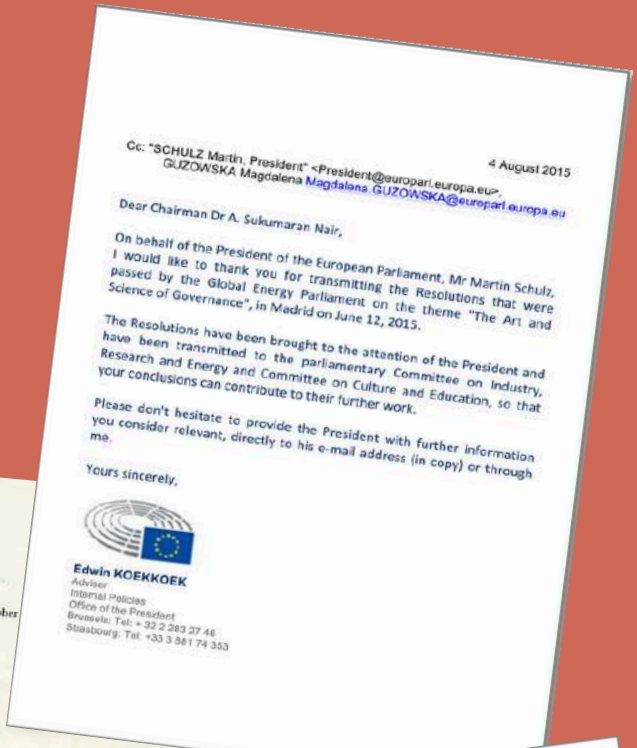 4 August 2015
Cc: "SCHULZ Martin, President" <President@europarl.europa.eu>,
GUZOWSKA Magdalena Magdalena.GUZOWSKA@europarl.europa.eu
Dear Chairman Dr A. Sukumaran Nair,
On behalf of the President of the European Parliament, Mr Martin Schulz,
I would like to thank you for transmitting the Resolutions that were
passed by the Global Energy Parliament on the theme "The Art and
Science of Governance", in Madrid on June 12, 2015.
The Resolutions have been brought to the attention of the President and
have been transmitted to the parliamentary Committee on Industry,
Research and Energy and Committee on Culture and Education, so that
your conclusions can contribute to their further work.
Please don't hesitate to provide the President with further information
you consider relevant, directly to his e-mail address (in copy) or through
me.
Yours sincerely,
Edwin KOEKKOEK
Adviser
Internal Policies
Office of the President
Brussels: Tel: + 32 2 283 27 46
Strasbourg: Tel: +33 3 881 74 353